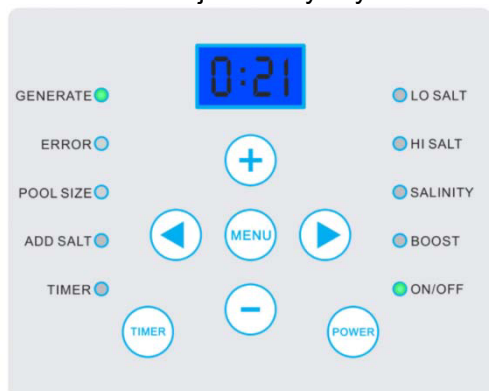 0:21
GENERATE
LO SALT
ERROR
HI SALT
+
POOL SIZE
SALINITY
MENU
ADD SALT
BOOST
TIMER
ON/OFF
−
TIMER
POWER